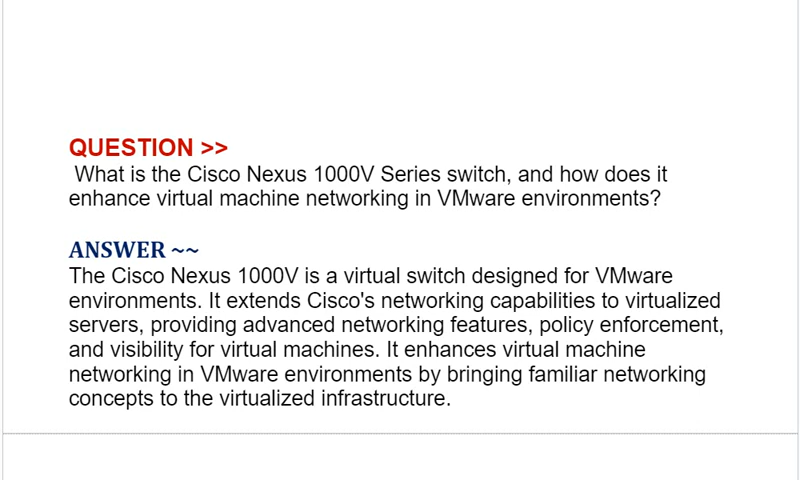 QUESTION >>
What is the Cisco Nexus 1000V Series switch, and how does it
enhance virtual machine networking in VMware environments?
ANSWER ~~
The Cisco Nexus 1000V is a virtual switch designed for VMware
environments. It extends Cisco's networking capabilities to virtualized
servers, providing advanced networking features, policy enforcement,
and visibility for virtual machines. It enhances virtual machine
networking in VMware environments by bringing familiar networking
concepts to the virtualized infrastructure.